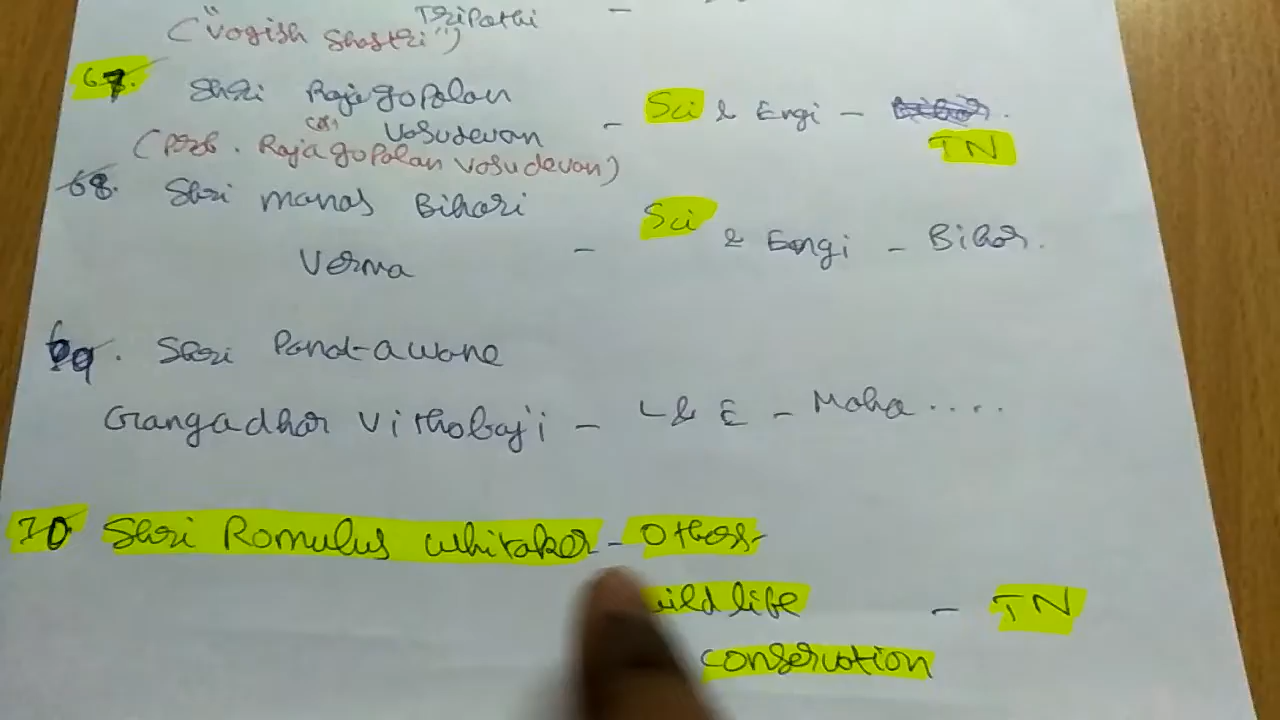 Tripathi -
("Vagish Shastri")
67. Shri Rajagopalan
Vasudevan - Sci & Engi -
TN
(Prof. Rajagopalan Vasudevan)
68. Shri Manas Bihari
Verma - Sci & Engi - Bihar.
69. Shri Pandtawane
Gangadhar Vithobaji - L & E - Maha....
70 Shri Romulus Whitaker - Others-
wild life - TN
conservation